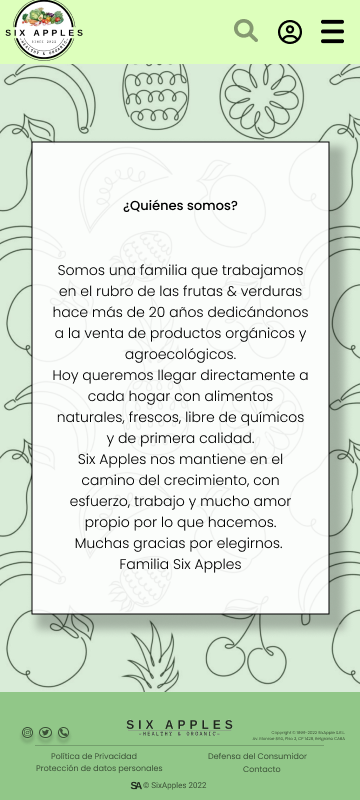 SIX APPLES
SINCE 2022
HEALTHY & ORGANIC
¿Quiénes somos?
Somos una familia que trabajamos
en el rubro de las frutas & verduras
hace más de 20 años dedicándonos
a la venta de productos orgánicos y
agroecológicos.
Hoy queremos llegar directamente a
cada hogar con alimentos
naturales, frescos, libre de químicos
y de primera calidad.
Six Apples nos mantiene en el
camino del crecimiento, con
esfuerzo, trabajo y mucho amor
propio por lo que hacemos.
Muchas gracias por elegirnos.
Familia Six Apples
SIX APPLES
-HEALTHY & ORGANIC-
Política de Privacidad
Defensa del Consumidor
Protección de datos personales
Contacto
SA © SixApples 2022